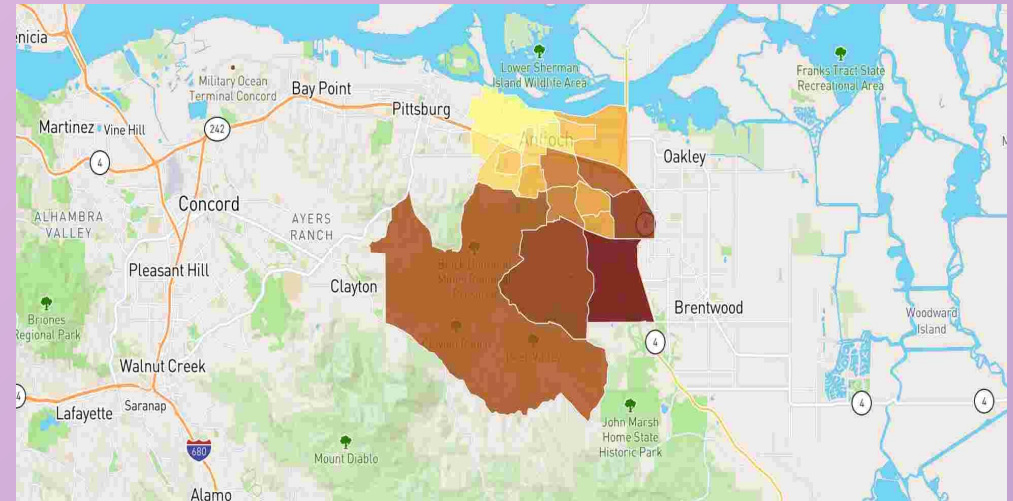 enicia
Military Ocean
Terminal Concord
Bay Point
Pittsburg
Lower Sherman
Island Wildlife Area
Franks Tract State
Recreational Area
Martinez
Vine Hill
242
4
Antioch
Oakley
ALHAMBRA
VALLEY
Concord
AYERS
RANCH
4
Pleasant Hill
Clayton
Briones
Regional Park
Brentwood
Woodward
Island
4
Walnut Creek
4
Lafayette
Saranap
4
4
John Marsh
Home State
Historic Park
680
Mount Diablo
Alamo